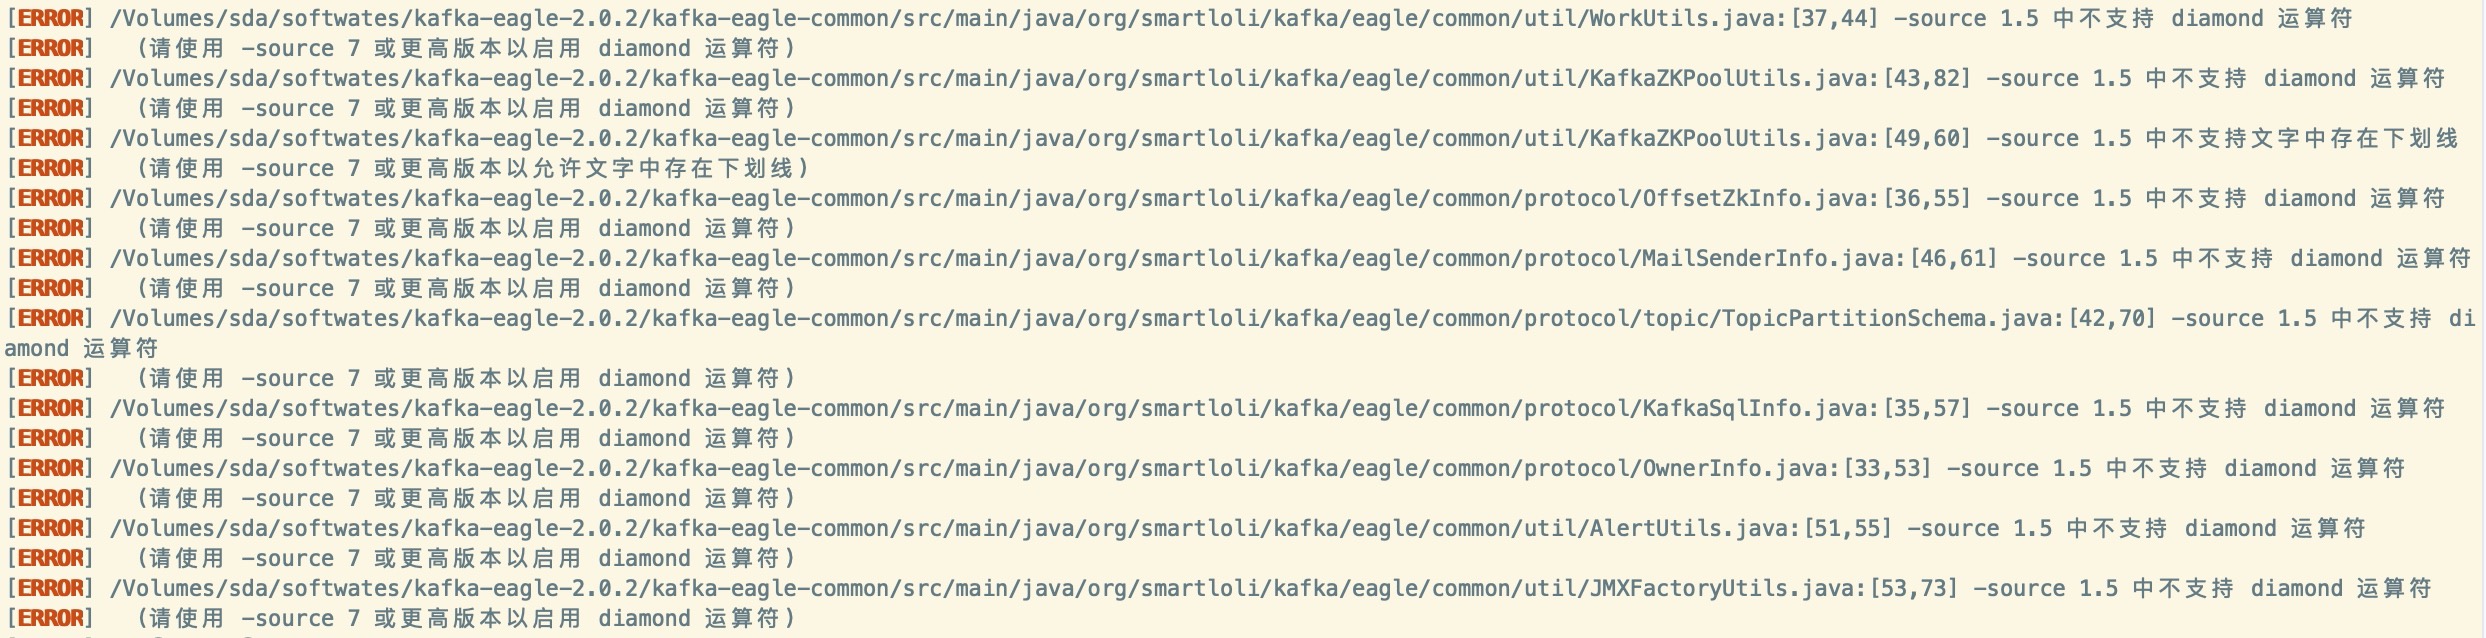 [ERROR] /Volumes/sda/softwates/kafka-eagle-2.0.2/kafka-eagle-common/src/main/java/org/smartloli/kafka/eagle/common/util/WorkUtils.java:[37,44] -source 1.5 中不支持 diamond 运算符
[ERROR]   (请使用 -source 7 或更高版本以启用 diamond 运算符)
[ERROR] /Volumes/sda/softwates/kafka-eagle-2.0.2/kafka-eagle-common/src/main/java/org/smartloli/kafka/eagle/common/util/KafkaZKPoolUtils.java:[43,82] -source 1.5 中不支持 diamond 运算符
[ERROR]   (请使用 -source 7 或更高版本以启用 diamond 运算符)
[ERROR] /Volumes/sda/softwates/kafka-eagle-2.0.2/kafka-eagle-common/src/main/java/org/smartloli/kafka/eagle/common/util/KafkaZKPoolUtils.java:[49,60] -source 1.5 中不支持文字中存在下划线
[ERROR]   (请使用 -source 7 或更高版本以允许文字中存在下划线)
[ERROR] /Volumes/sda/softwates/kafka-eagle-2.0.2/kafka-eagle-common/src/main/java/org/smartloli/kafka/eagle/common/protocol/OffsetZkInfo.java:[36,55] -source 1.5 中不支持 diamond 运算符
[ERROR]   (请使用 -source 7 或更高版本以启用 diamond 运算符)
[ERROR] /Volumes/sda/softwates/kafka-eagle-2.0.2/kafka-eagle-common/src/main/java/org/smartloli/kafka/eagle/common/protocol/MailSenderInfo.java:[46,61] -source 1.5 中不支持 diamond 运算符
[ERROR]   (请使用 -source 7 或更高版本以启用 diamond 运算符)
[ERROR] /Volumes/sda/softwates/kafka-eagle-2.0.2/kafka-eagle-common/src/main/java/org/smartloli/kafka/eagle/common/protocol/topic/TopicPartitionSchema.java:[42,70] -source 1.5 中不支持 di
amond 运算符
[ERROR]   (请使用 -source 7 或更高版本以启用 diamond 运算符)
[ERROR] /Volumes/sda/softwates/kafka-eagle-2.0.2/kafka-eagle-common/src/main/java/org/smartloli/kafka/eagle/common/protocol/KafkaSqlInfo.java:[35,57] -source 1.5 中不支持 diamond 运算符
[ERROR]   (请使用 -source 7 或更高版本以启用 diamond 运算符)
[ERROR] /Volumes/sda/softwates/kafka-eagle-2.0.2/kafka-eagle-common/src/main/java/org/smartloli/kafka/eagle/common/protocol/OwnerInfo.java:[33,53] -source 1.5 中不支持 diamond 运算符
[ERROR]   (请使用 -source 7 或更高版本以启用 diamond 运算符)
[ERROR] /Volumes/sda/softwates/kafka-eagle-2.0.2/kafka-eagle-common/src/main/java/org/smartloli/kafka/eagle/common/util/AlertUtils.java:[51,55] -source 1.5 中不支持 diamond 运算符
[ERROR]   (请使用 -source 7 或更高版本以启用 diamond 运算符)
[ERROR] /Volumes/sda/softwates/kafka-eagle-2.0.2/kafka-eagle-common/src/main/java/org/smartloli/kafka/eagle/common/util/JMXFactoryUtils.java:[53,73] -source 1.5 中不支持 diamond 运算符
[ERROR]   (请使用 -source 7 或更高版本以启用 diamond 运算符)